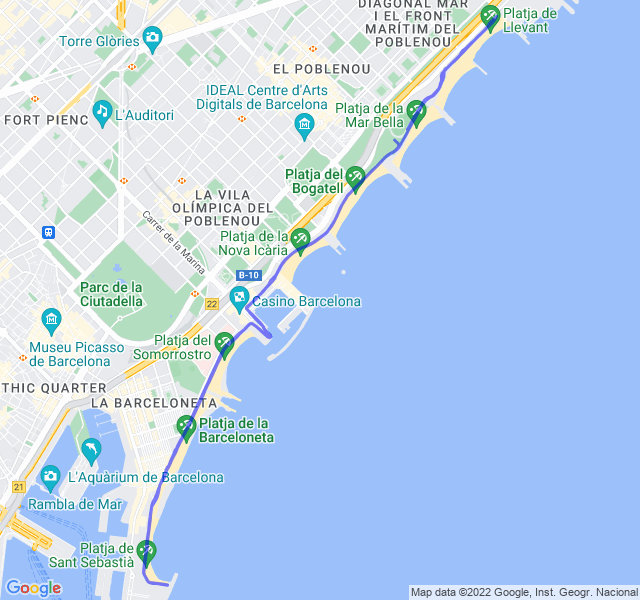 DIAGONAL MAR
I EL FRONT
MARÍTIM DEL
POBLENOU
Platja de
Llevant
Torre Glòries
EL POBLENOU
IDEAL Centre d'Arts
Digitals de Barcelona
L'Auditori
FORT PIENC
Platja de la
Mar Bella
Platja del
Bogatell
LA VILA
OLÍMPICA DEL
POBLENOU
Carrer de la Marina
Platja de la
Nova Icària
B-10
Parc de la
Ciutadella
22
Casino Barcelona
Museu Picasso
de Barcelona
Platja del
Somorrostro
THIC QUARTER
LA BARCELONETA
Platja de la
Barceloneta
L'Aquàrium de Barcelona
21
Rambla de Mar
Platja de
Sant Sebastià
Google
Map data ©2022 Google, Inst. Geogr. Nacional